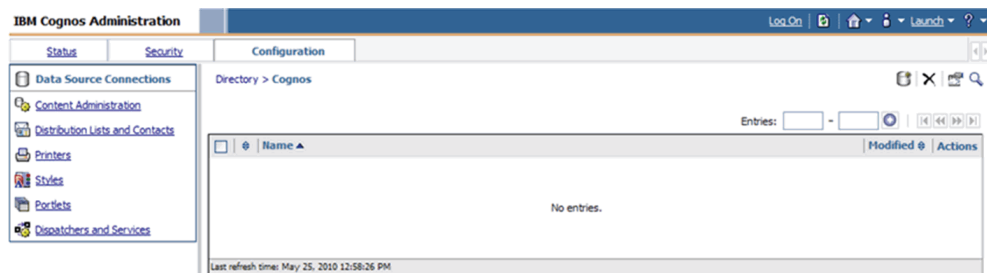 IBM Cognos Administration
Log On
Launch
?
Status
Security
Configuration
Data Source Connections
Content Administration
Distribution Lists and Contacts
Printers
Styles
Portlets
Dispatchers and Services
Directory > Cognos
Entries: -
Name
Modified
Actions
No entries.
Last refresh time: May 25, 2010 12:58:26 PM